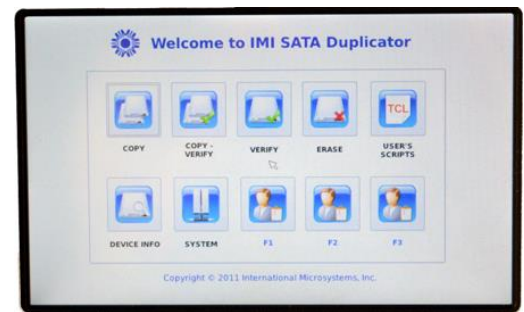 Welcome to IMI SATA Duplicator
TCL
COPY
COPY -
VERIFY
VERIFY
ERASE
USER'S
SCRIPTS
DEVICE INFO
SYSTEM
F1
F2
F3
Copyright © 2011 International Microsystems, Inc.